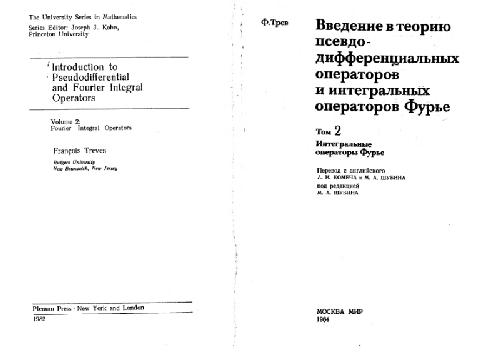 The University Series in Mathematics
Series Editor: Joseph J. Kohn,
Princeton University
Introduction to
Pseudodifferential
and Fourier Integral
Operators
Volume 2:
Fourier Integral Operators
François Treves
Rutgers University
New Brunswick, New Jersey
Plenum Press · New York and London
1982
Ф. Трев
Введение в теорию
псевдо-
дифференциальных
операторов
и интегральных
операторов Фурье
Том 2
Интегральные
операторы Фурье
Перевод с английского
и М. А. ШУБИНА
под редакцией
М. А. ШУБИНА
МОСКВА МИР
1984